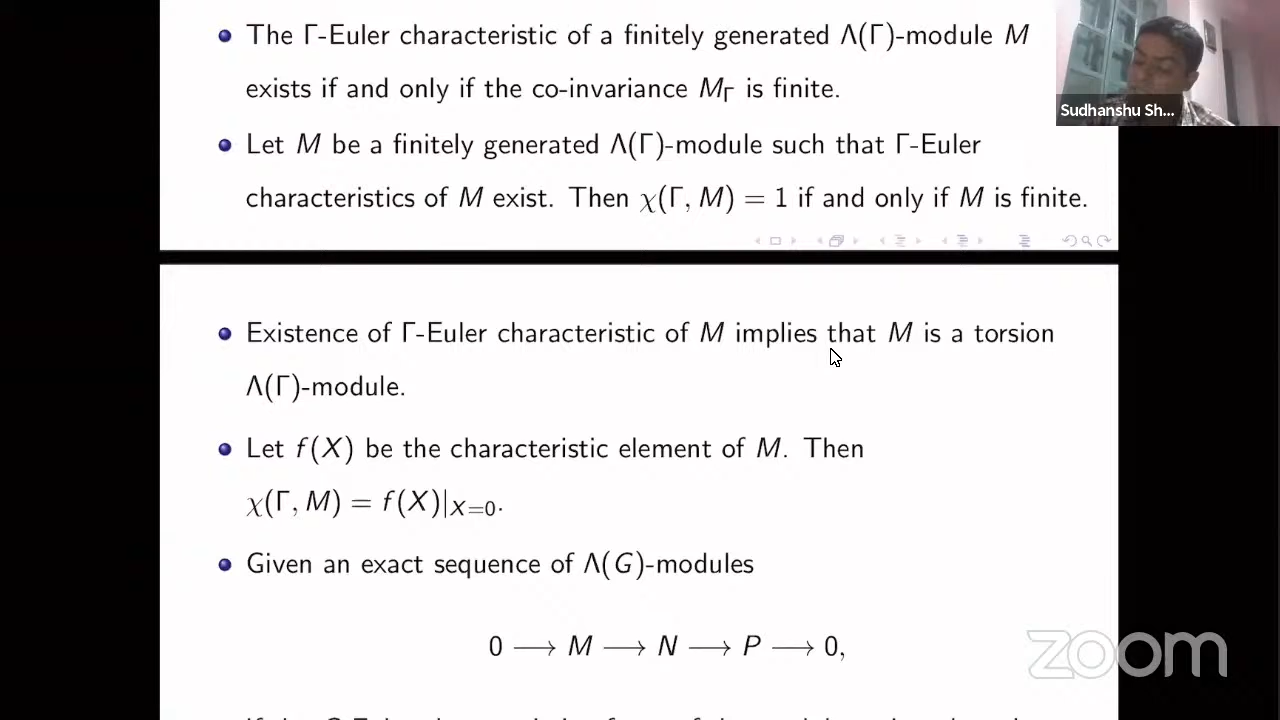 The Γ-Euler characteristic of a finitely generated Λ(Γ)-module M
exists if and only if the co-invariance M_Γ is finite.
Let M be a finitely generated Λ(Γ)-module such that Γ-Euler
characteristics of M exist. Then χ(Γ, M) = 1 if and only if M is finite.
Sudhanshu Sh...
Existence of Γ-Euler characteristic of M implies that M is a torsion
Λ(Γ)-module.
Let f(X) be the characteristic element of M. Then
χ(Γ, M) = f(X)|_{X=0}.
Given an exact sequence of Λ(G)-modules
0 ⟶ M ⟶ N ⟶ P ⟶ 0,
zoom